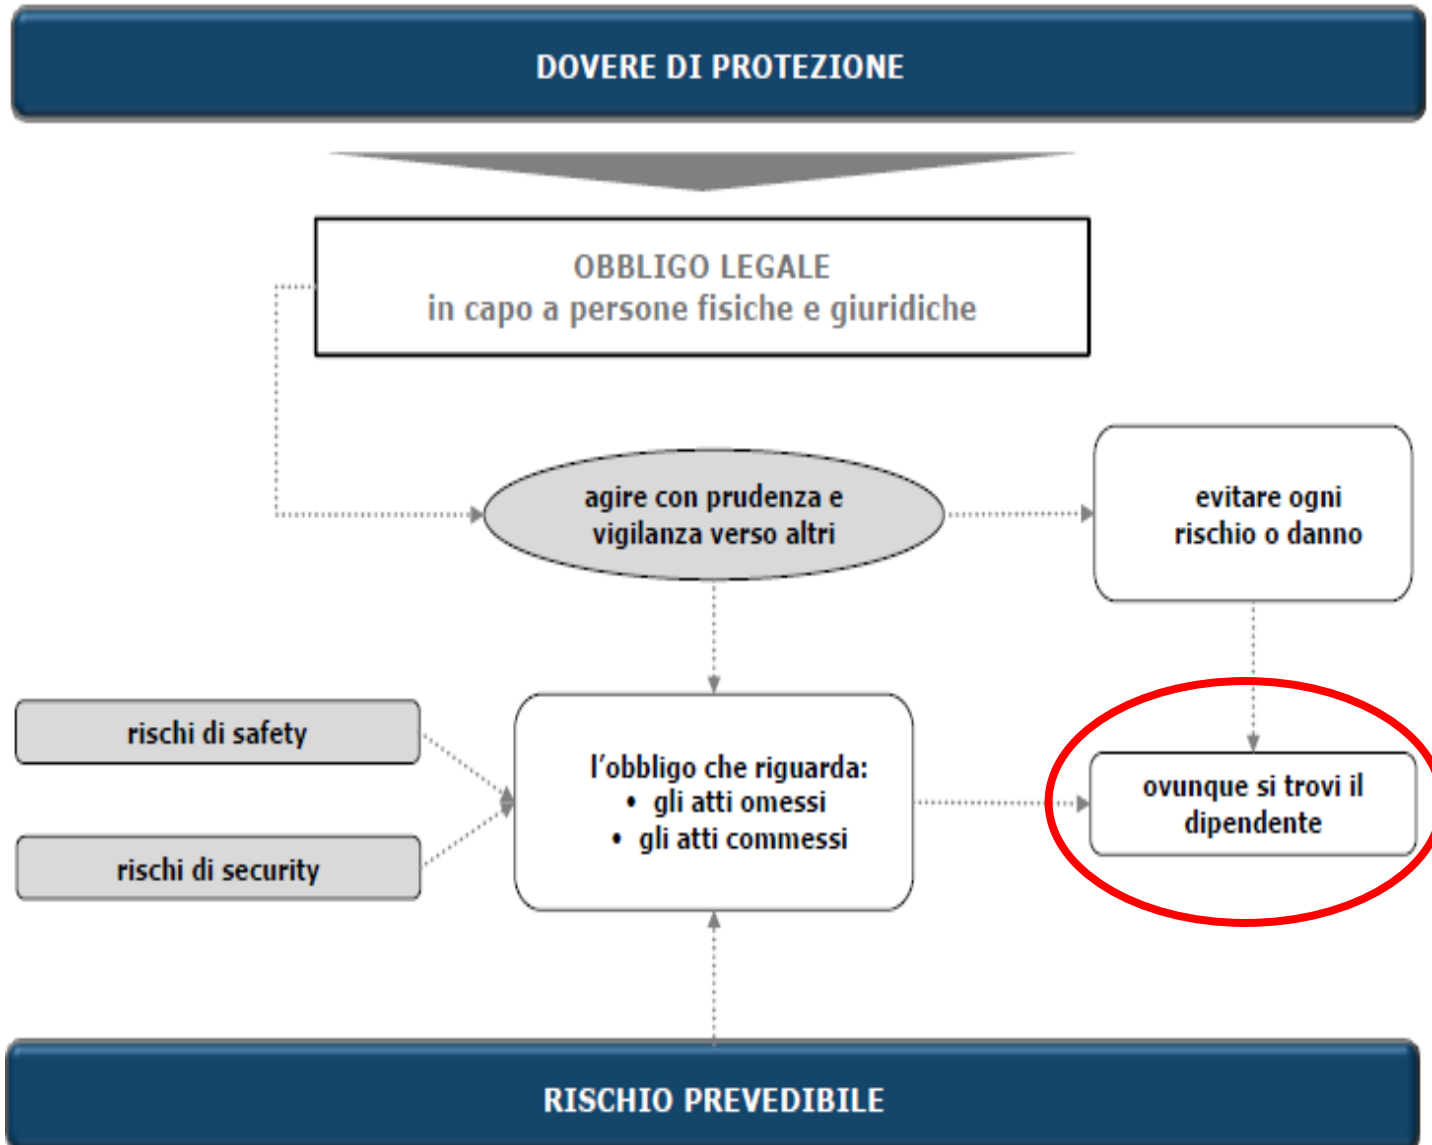 DOVERE DI PROTEZIONE
OBBLIGO LEGALE
in capo a persone fisiche e giuridiche
agire con prudenza e
vigilanza verso altri
evitare ogni
rischio o danno
rischi di safety
rischi di security
l'obbligo che riguarda:
• gli atti omessi
• gli atti commessi
ovunque si trovi il
dipendente
RISCHIO PREVEDIBILE